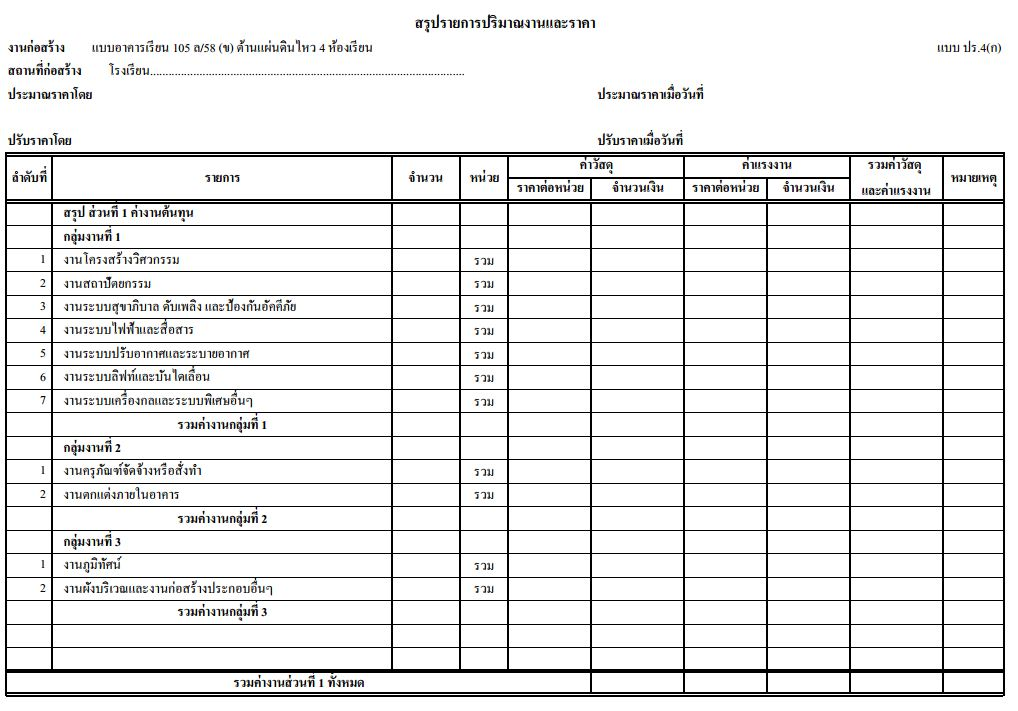 สรุปรายการปริมาณงานและราคา
งานก่อสร้าง แบบอาคารเรียน 105 ล/58 (ข) ต้านแผ่นดินไหว 4 ห้องเรียน แบบ ปร.4(ก)
สถานที่ก่อสร้าง โรงเรียน.......................................................................................................
ประมาณราคาโดย ประมาณราคาเมื่อวันที่
ปรับราคาโดย ปรับราคาเมื่อวันที่
ลำดับที่ รายการ จำนวน หน่วย ค่าวัสดุ ค่าแรงงาน รวมค่าวัสดุ หมายเหตุ
ราคาต่อหน่วย จำนวนเงิน ราคาต่อหน่วย จำนวนเงิน และค่าแรงงาน
สรุป ส่วนที่ 1 ค่างานต้นทุน
กลุ่มงานที่ 1
1 งานโครงสร้างวิศวกรรม รวม
2 งานสถาปัตยกรรม รวม
3 งานระบบสุขาภิบาล ดับเพลิง และป้องกันอัคคีภัย รวม
4 งานระบบไฟฟ้าและสื่อสาร รวม
5 งานระบบปรับอากาศและระบายอากาศ รวม
6 งานระบบลิฟท์และบันไดเลื่อน รวม
7 งานระบบเครื่องกลและระบบพิเศษอื่นๆ รวม
รวมค่างานกลุ่มที่ 1
กลุ่มงานที่ 2
1 งานครุภัณฑ์จัดจ้างหรือสั่งทำ รวม
2 งานตกแต่งภายในอาคาร รวม
รวมค่างานกลุ่มที่ 2
กลุ่มงานที่ 3
1 งานภูมิทัศน์ รวม
2 งานผังบริเวณและงานก่อสร้างประกอบอื่นๆ รวม
รวมค่างานกลุ่มที่ 3
รวมค่างานส่วนที่ 1 ทั้งหมด